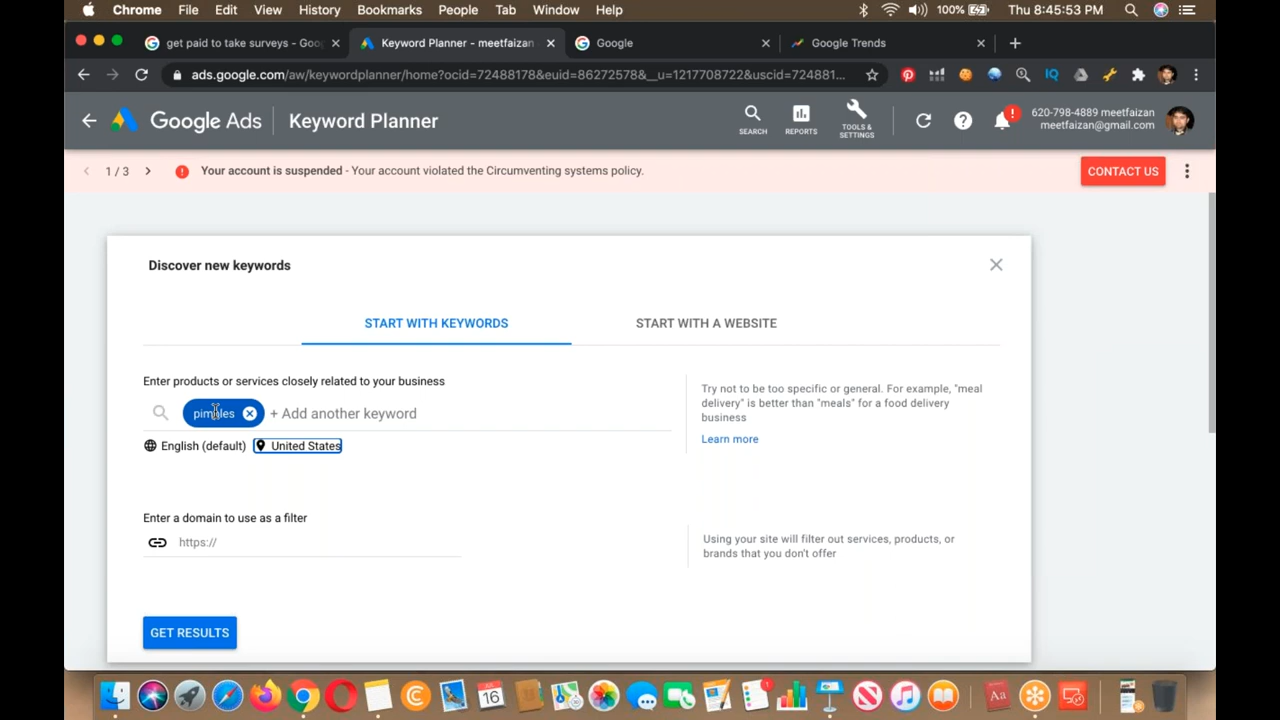 Chrome File Edit View History Bookmarks People Tab Window Help 100% Thu 8:45:53 PM
get paid to take surveys - Goo Keyword Planner - meetfaizan Google Google Trends
ads.google.com/aw/keywordplanner/home?ocid=72488178&euid=86272578&__u=1217708722&uscid=724881...
Google Ads Keyword Planner
SEARCH REPORTS TOOLS & SETTINGS
620-798-4889 meetfaizan
meetfaizan@gmail.com
1 / 3 Your account is suspended - Your account violated the Circumventing systems policy. CONTACT US
Discover new keywords
START WITH KEYWORDS START WITH A WEBSITE
Enter products or services closely related to your business
pimples + Add another keyword
English (default) United States
Try not to be too specific or general. For example, "meal
delivery" is better than "meals" for a food delivery
business
Learn more
Enter a domain to use as a filter
https://
Using your site will filter out services, products, or
brands that you don't offer
GET RESULTS
16
Aa